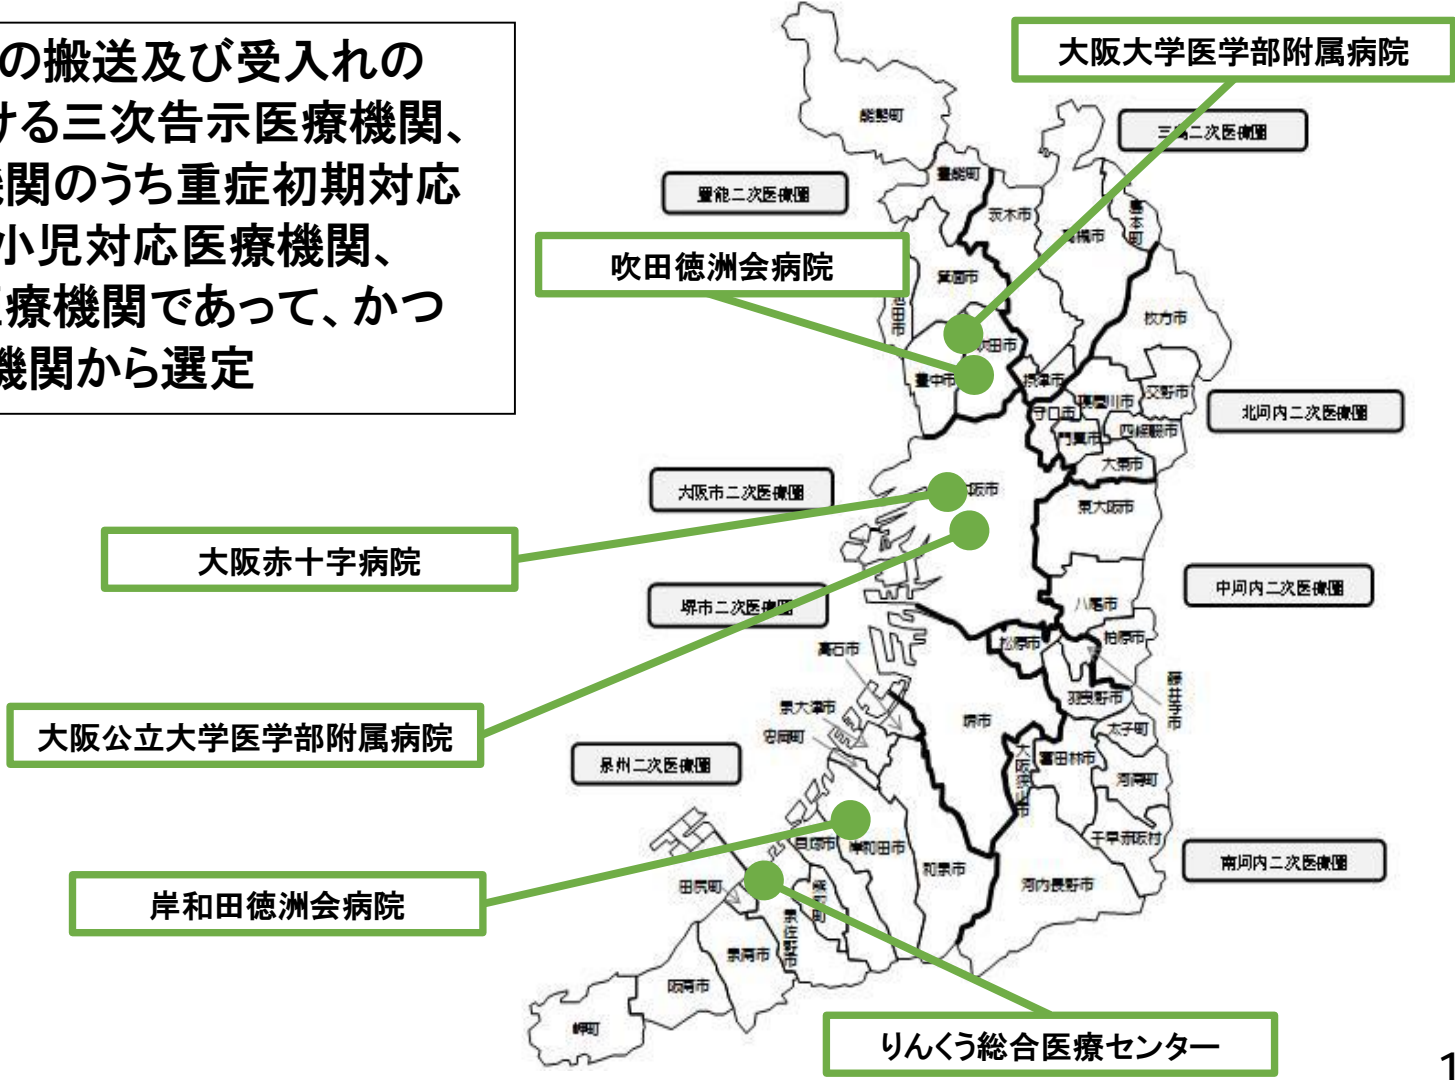 の搬送及び受入れの
ける三次告示医療機関、
機関のうち重症初期対応
小児対応医療機関、
医療機関であって、かつ
機関から選定
大阪大学医学部附属病院
能勢町
三島二次医療圏
豊能町
豊能二次医療圏
茨木市
島本町
高槻市
吹田徳洲会病院
箕面市
池田市
枚方市
吹田市
豊中市
摂津市
交野市
寝屋川市
守口市
北河内二次医療圏
門真市
四條畷市
大東市
大阪市二次医療圏
大阪市
東大阪市
大阪赤十字病院
中河内二次医療圏
堺市二次医療圏
八尾市
柏原市
松原市
高石市
藤井寺市
羽曳野市
泉大津市
堺市
太子町
大阪公立大学医学部附属病院
忠岡町
大阪狭山市
富田林市
河南町
泉州二次医療圏
千早赤阪村
貝塚市
岸和田市
和泉市
南河内二次医療圏
田尻町
熊取町
河内長野市
岸和田徳洲会病院
泉佐野市
泉南市
阪南市
岬町
りんくう総合医療センター
1